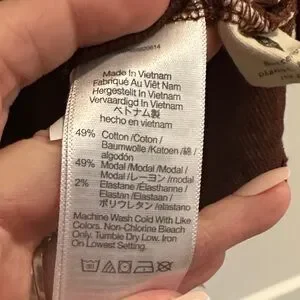 Made in Vietnam
Fabriqué Au Viêt Nam
Hergestellt In Vietnam
Vervaardigd In Vietnam
ベトナム製
hecho en vietnam
49% Cotton /Coton /
Baumwolle /Katoen /綿 /
algodón
49% Modal /Modal /Modal /
Modal /レーヨン /modal
2% Elastane /Élasthanne /
Elastan /Elastaan /
ポリウレタン /elastano
Machine Wash Cold With Like
Colors. Non-Chlorine Bleach
Only. Tumble Dry Low. Iron
On Lowest Setting.